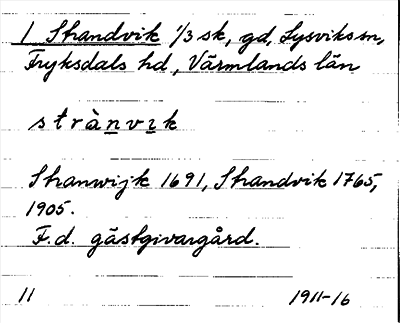 1 Strandvik 1/3 sk, gd, Lysviks sn,
Fryksdals hd, Värmlands län
strànvik
Stranwijk 1691, Strandvik 1765,
1905.
F.d. gästgivargård.
11 1911-16